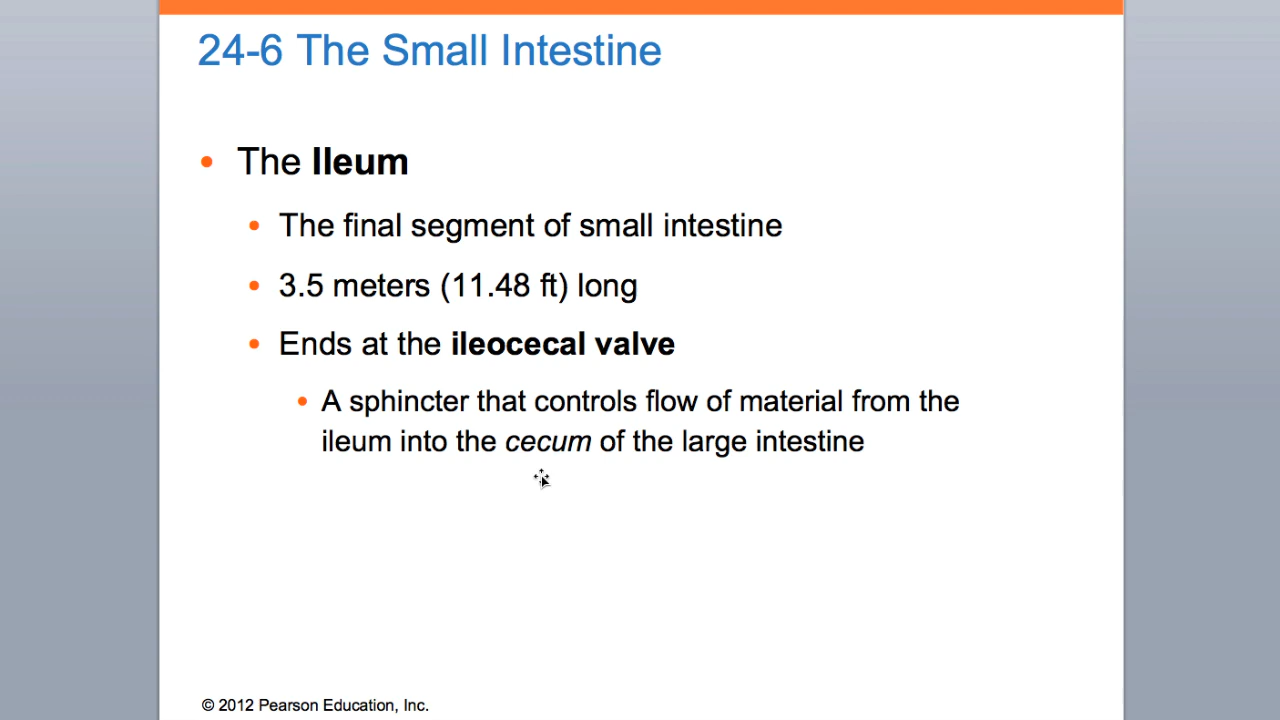 24-6 The Small Intestine
• The Ileum
• The final segment of small intestine
• 3.5 meters (11.48 ft) long
• Ends at the ileocecal valve
• A sphincter that controls flow of material from the
ileum into the cecum of the large intestine
© 2012 Pearson Education, Inc.